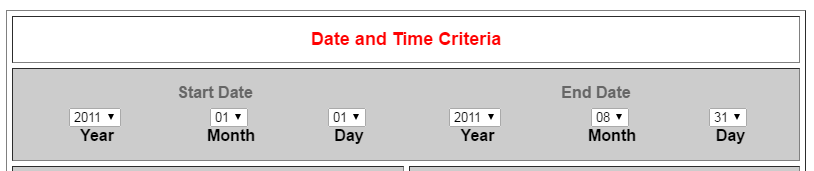 Date and Time Criteria
Start Date End Date
2011 01 01 2011 08 31
Year Month Day Year Month Day